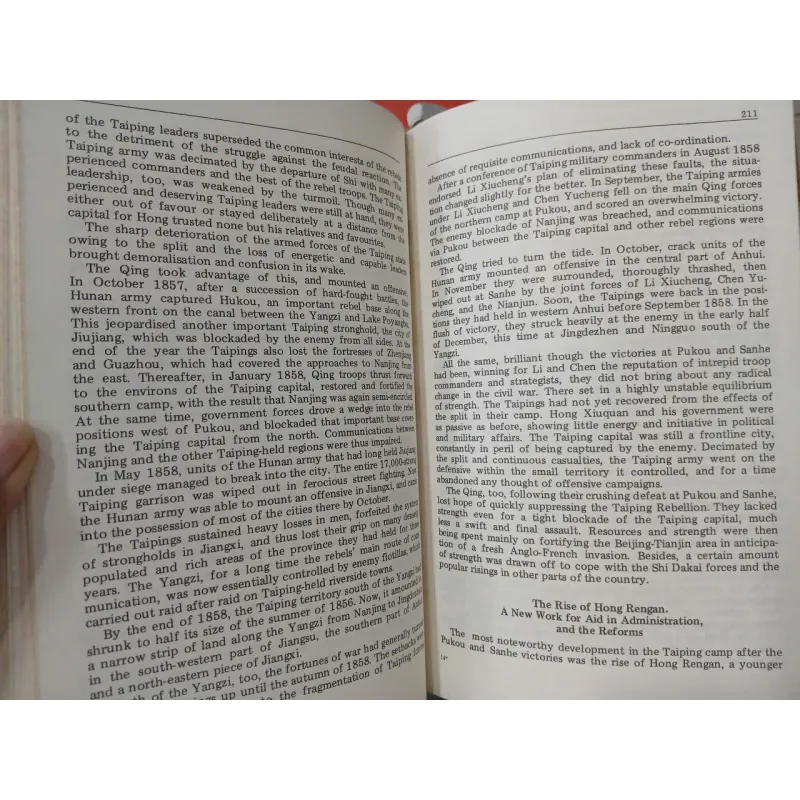 of the Taiping leaders superseded the common interests of the rebels
to the detriment of the struggle against the feudal reaction. The
Taiping army was decimated by the departure of Shi with many ex-
perienced commanders and the best of the rebel troops. The Taiping
leadership, too, was weakened by the turmoil. Though many ex-
perienced and deserving Taiping leaders were still at hand, they were
either out of favour or stayed deliberately at a distance from the
capital for Hong trusted none but his relatives and favourites.
The sharp deterioration of the armed forces of the Taiping state
owing to the split and the loss of energetic and capable leaders
brought demoralisation and confusion in its wake.
The Qing took advantage of this, and mounted an offensive.
In October 1857, after a succession of hard-fought battles, the
Hunan army captured Hukou, an important rebel base along the
western front on the canal between the Yangzi and Lake Poyanghu.
This jeopardised another important Taiping stronghold, the city of
Jiujiang, which was blockaded by the enemy from all sides. At the
end of the year the Taipings also lost the fortresses of Zhenjiang
and Guazhou, which had covered the approaches to Nanjing from
the east. Thereafter, in January 1858, Qing troops thrust forward
to the environs of the Taiping capital, restored and fortified the
southern camp, with the result that Nanjing was again semi-encircled.
At the same time, government forces drove a wedge into the rebel
positions west of Pukou, and blockaded that important base cover-
ing the Taiping capital from the north. Communications between
Nanjing and the other Taiping-held regions were thus impaired.
In May 1858, units of the Hunan army that had long held Jiujiang
under siege managed to break into the city. The entire 17,000-strong
Taiping garrison was wiped out in ferocious street fighting. Now
the Hunan army was able to mount an offensive in Jiangxi, and came
into the possession of most of the cities there by October.
The Taipings sustained heavy losses in men, forfeited the system
of strongholds in Jiangxi, and thus lost their grip on many densely
populated and rich areas of the province they had held for three
years. The Yangzi, for a long time the rebels' main route of com-
munication, was now essentially controlled by enemy flotillas, which
carried out raid after raid on Taiping-held riverside towns.
By the end of 1858, the Taiping territory south of the Yangzi had
shrunk to half its size of the summer of 1856. Now, it amounted to
a narrow strip of land along the Yangzi from Nanjing to Jingdezhen
in the south-western part of Jiangsu, the southern part of Anhui
and a north-eastern piece of Jiangxi.
of the Yangzi, too, the fortunes of war had generally turned
up until the autumn of 1858. The setbacks were
to the fragmentation of Taiping forces
211
absence of requisite communications, and lack of co-ordination.
After a conference of Taiping military commanders in August 1858
endorsed Li Xiucheng's plan of eliminating these faults, the situa-
tion changed slightly for the better. In September, the Taiping armies
under Li Xiucheng and Chen Yucheng fell on the main Qing forces
of the northern camp at Pukou, and scored an overwhelming victory.
The enemy blockade of Nanjing was breached, and communications
via Pukou between the Taiping capital and other rebel regions were
restored.
The Qing tried to turn the tide. In October, crack units of the
Hunan army mounted an offensive in the central part of Anhui.
In November they were surrounded, thoroughly thrashed, then
wiped out at Sanhe by the joint forces of Li Xiucheng, Chen Yu-
cheng, and the Nianjun. Soon, the Taipings were back in the posi-
tions they had held in western Anhui before September 1858. In the
flush of victory, they struck heavily at the enemy in the early half
of December, this time at Jingdezhen and Ningguo south of the
Yangzi.
All the same, brilliant though the victories at Pukou and Sanhe
had been, winning for Li and Chen the reputation of intrepid troop
commanders and strategists, they did not bring about any radical
change in the civil war. There set in a highly unstable equilibrium
of strength. The Taipings had not yet recovered from the effects of
the split in their camp. Hong Xiuquan and his government were
as passive as before, showing little energy and initiative in political
and military affairs. The Taiping capital was still a frontline city,
constantly in peril of being captured by the enemy. Decimated by
the split and continuous casualties, the Taiping army went on the
defensive within the small territory it controlled, and for a time
abandoned any thought of offensive campaigns.
The Qing, too, following their crushing defeat at Pukou and Sanhe,
lost hope of quickly suppressing the Taiping Rebellion. They lacked
strength even for a tight blockade of the Taiping capital, much
less a swift and final assault. Resources and strength were then
being spent mainly on fortifying the Beijing-Tianjin area in anticipa-
tion of a fresh Anglo-French invasion. Besides, a certain amount
of strength was drawn off to cope with the Shi Dakai forces and the
popular risings in other parts of the country.
The Rise of Hong Rengan.
A New Work for Aid in Administration,
and the Reforms
The most noteworthy development in the Taiping camp after the
Pukou and Sanhe victories was the rise of Hong Rengan, a younger
14*